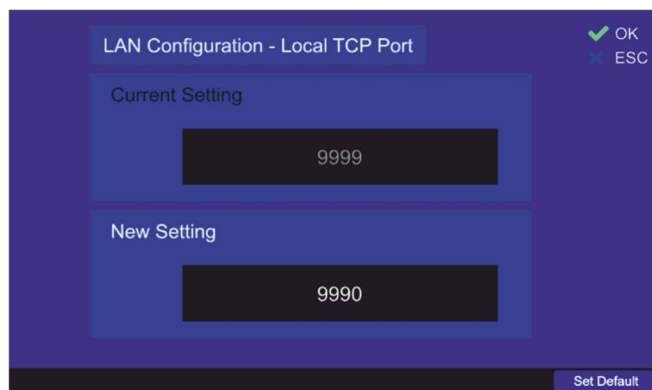 LAN Configuration - Local TCP Port
OK
ESC
Current Setting
9999
New Setting
9990
Set Default